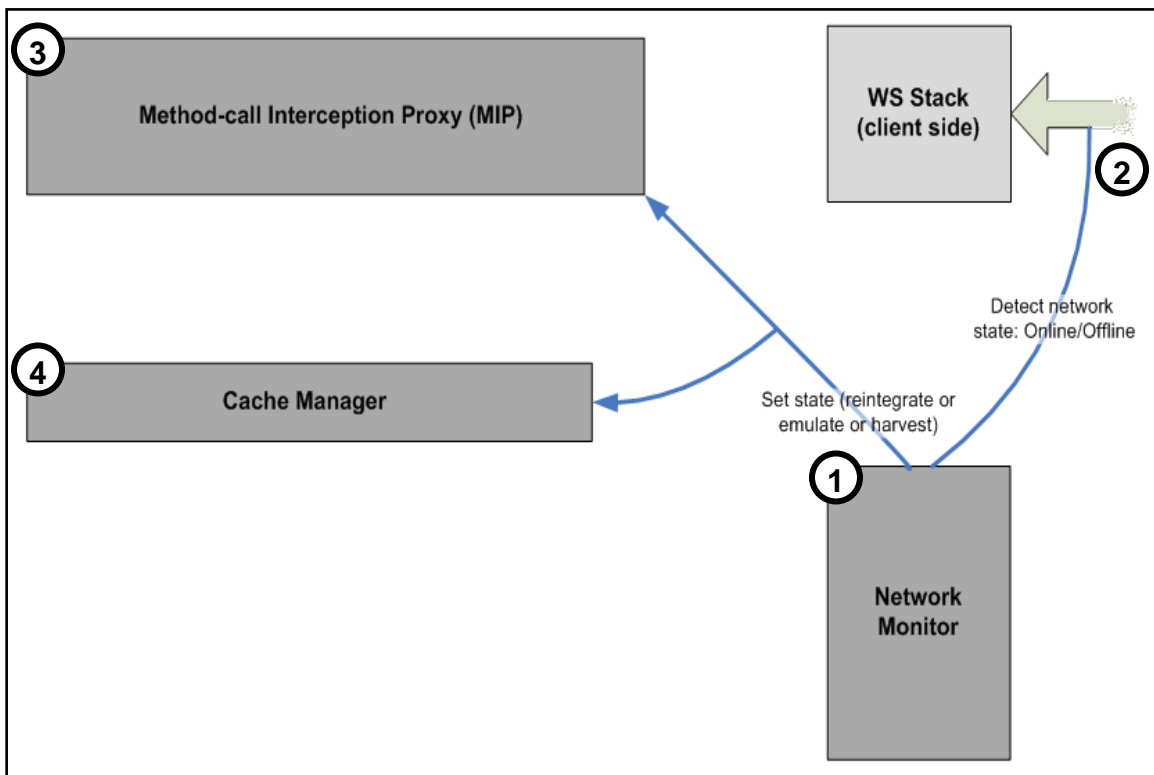 3
Method-call Interception Proxy (MIP)
WS Stack
(client side)
2
Detect network
state: Online/Offline
4
Cache Manager
Set state (reintegrate or
emulate or harvest)
1
Network
Monitor